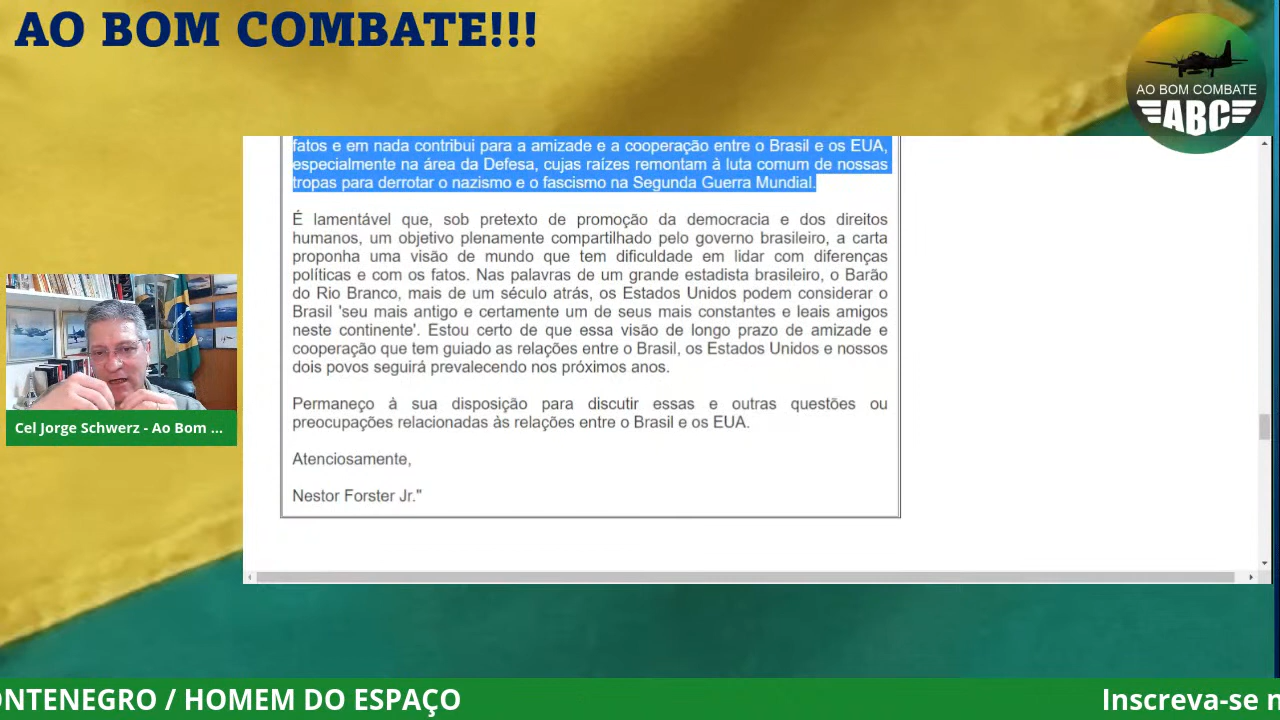 AO BOM COMBATE!!!
AO BOM COMBATE
ABC
fatos e em nada contribui para a amizade e a cooperação entre o Brasil e os EUA,
especialmente na área da Defesa, cujas raízes remontam à luta comum de nossas
tropas para derrotar o nazismo e o fascismo na Segunda Guerra Mundial.
É lamentável que, sob pretexto de promoção da democracia e dos direitos
humanos, um objetivo plenamente compartilhado pelo governo brasileiro, a carta
proponha uma visão de mundo que tem dificuldade em lidar com diferenças
políticas e com os fatos. Nas palavras de um grande estadista brasileiro, o Barão
do Rio Branco, mais de um século atrás, os Estados Unidos podem considerar o
Brasil 'seu mais antigo e certamente um de seus mais constantes e leais amigos
neste continente'. Estou certo de que essa visão de longo prazo de amizade e
cooperação que tem guiado as relações entre o Brasil, os Estados Unidos e nossos
dois povos seguirá prevalecendo nos próximos anos.
Permaneço à sua disposição para discutir essas e outras questões ou
preocupações relacionadas às relações entre o Brasil e os EUA.
Atenciosamente,
Nestor Forster Jr."
Cel Jorge Schwerz - Ao Bom ...
ONTENEGRO / HOMEM DO ESPAÇO
Inscreva-se n